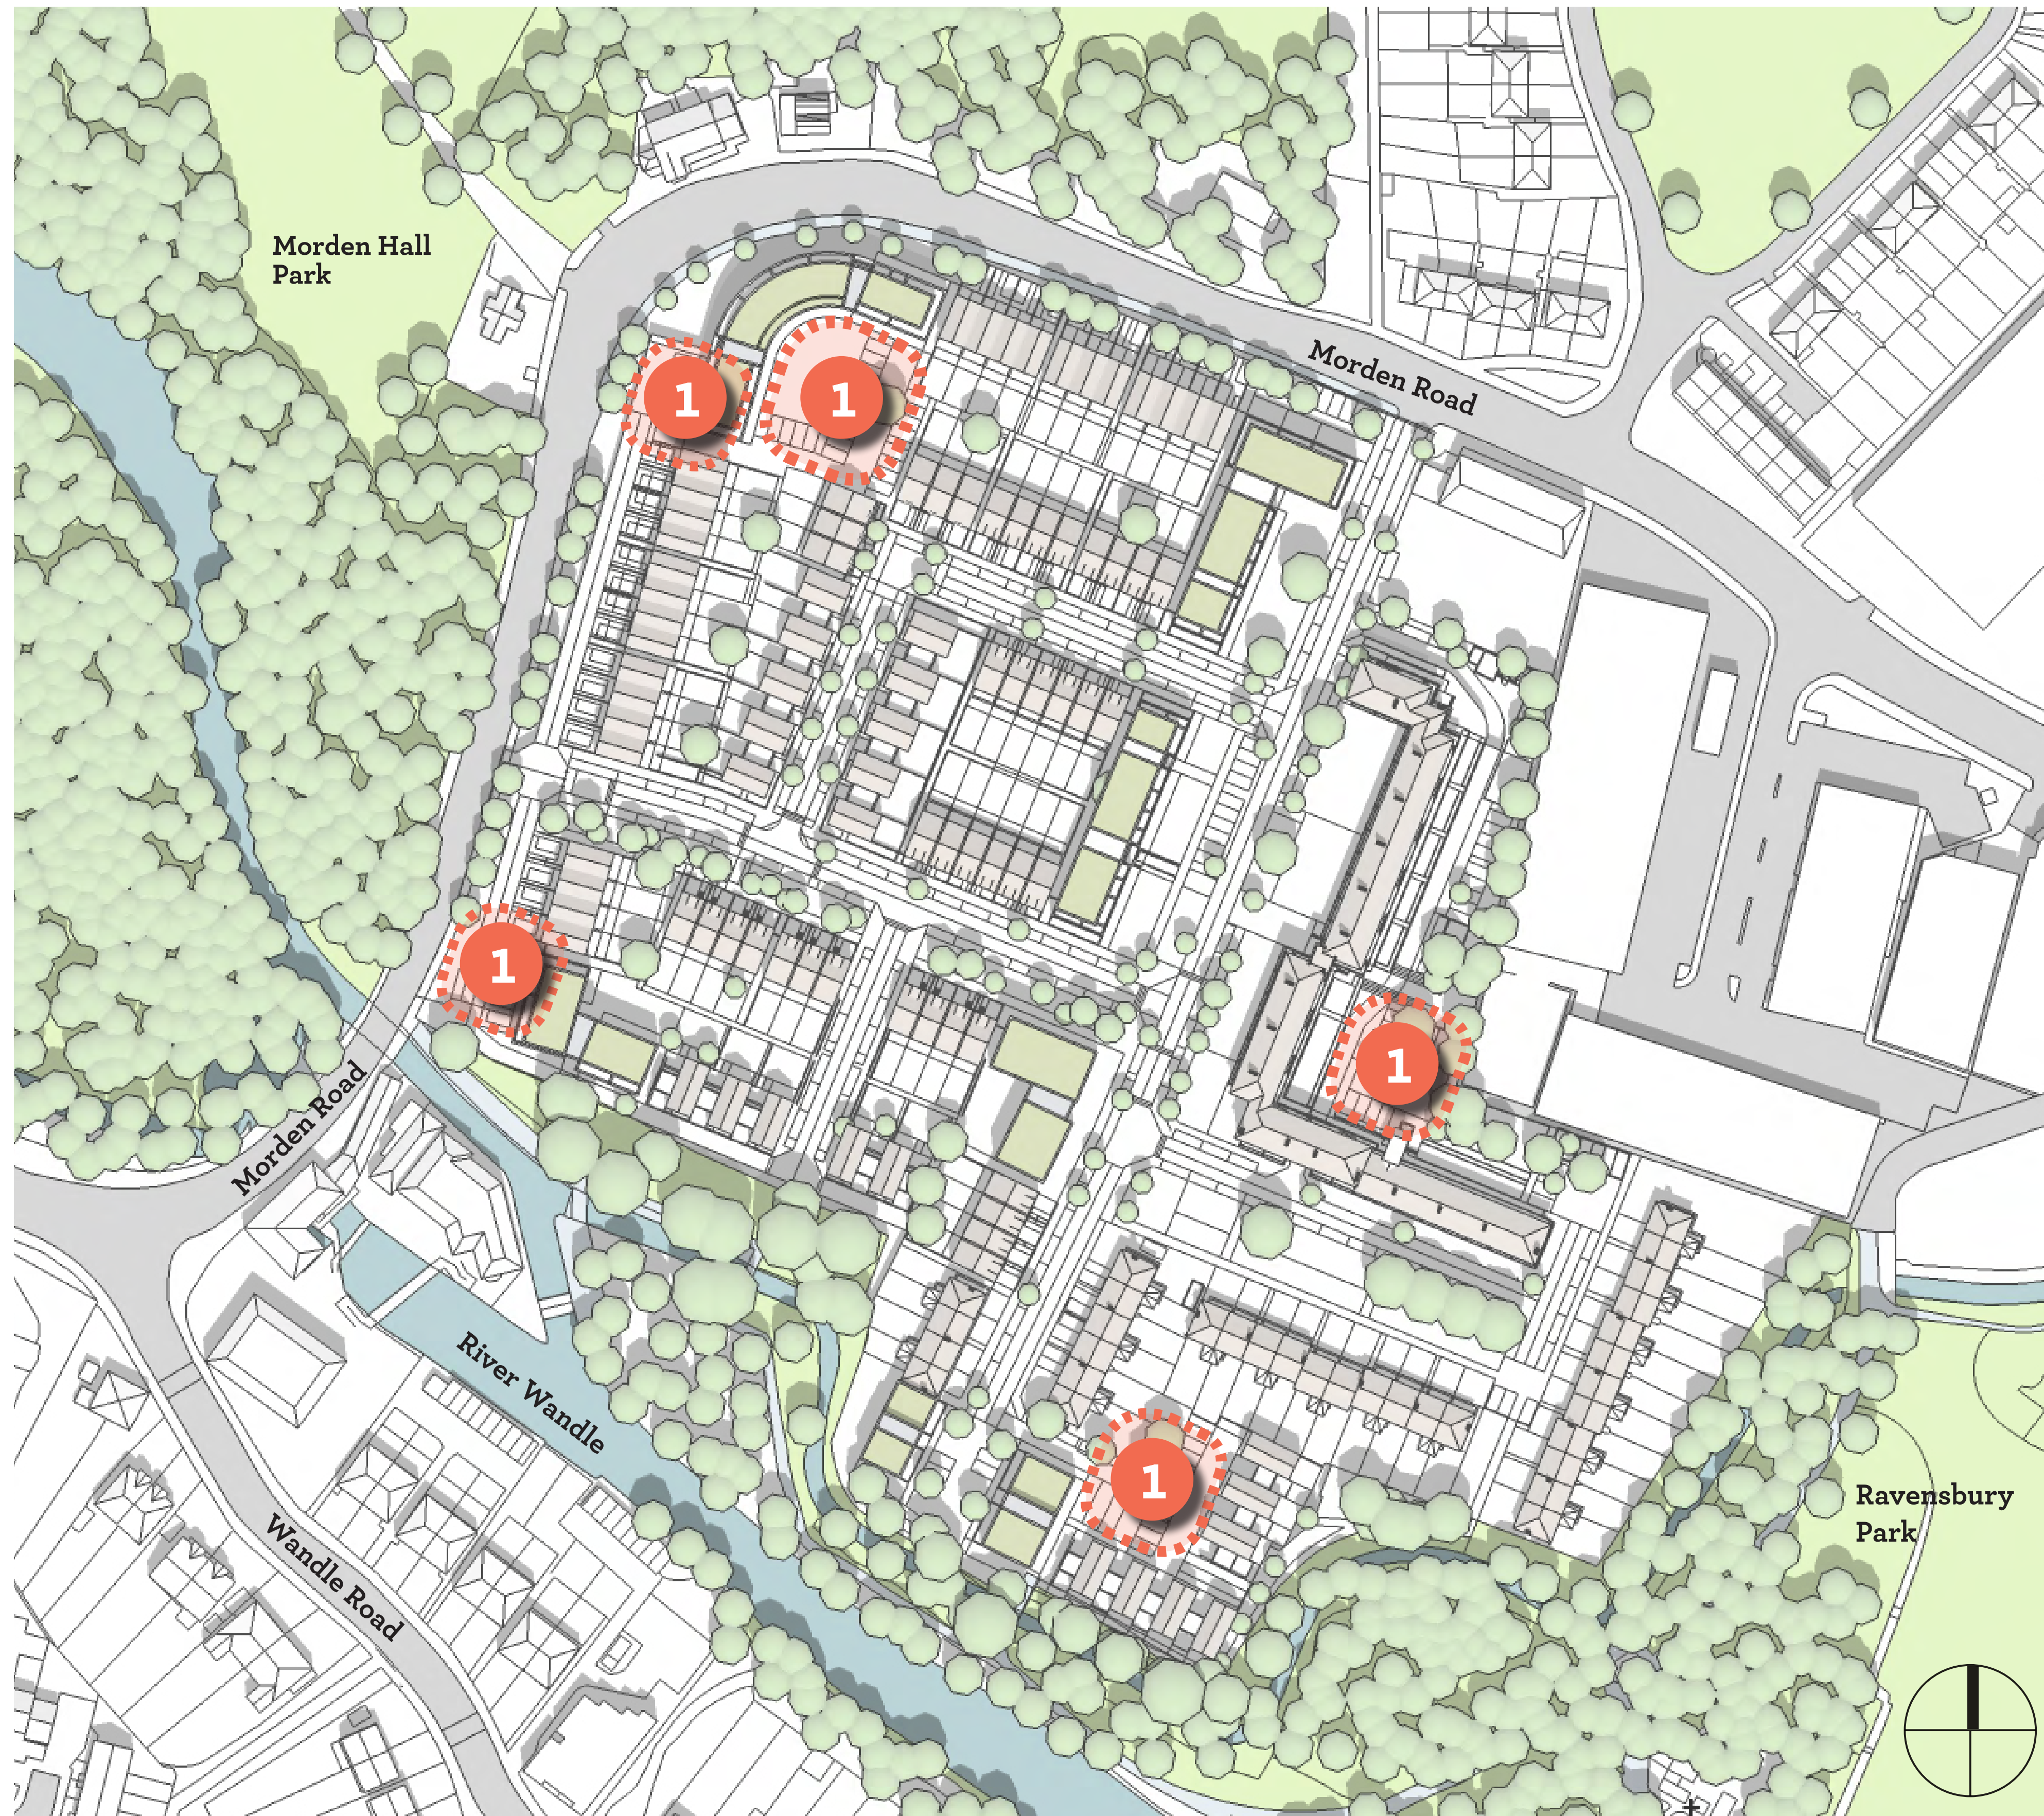 Morden Hall
Park
Morden Road
1
1
1
1
Morden Road
River Wandle
1
Ravensbury
Park
Wandle Road